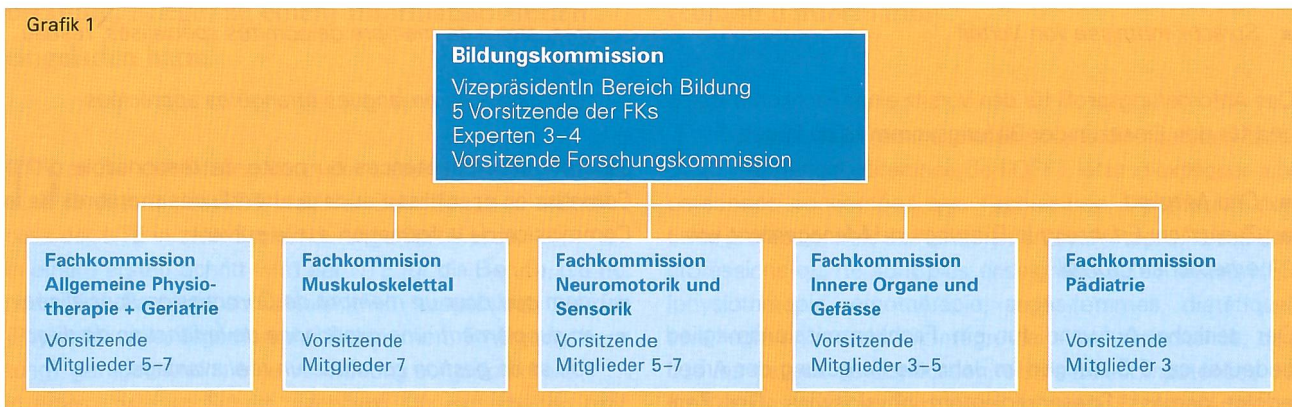 Grafik 1
Bildungskommission
VizepräsidentIn Bereich Bildung
5 Vorsitzende der FKs
Experten 3–4
Vorsitzende Forschungskommission
Fachkommission
Allgemeine Physio-
therapie + Geriatrie
Vorsitzende
Mitglieder 5–7
Fachkommision
Muskuloskelettal
Vorsitzende
Mitglieder 7
Fachkommission
Neuromotorik und
Sensorik
Vorsitzende
Mitglieder 5–7
Fachkommission
Innere Organe und
Gefässe
Vorsitzende
Mitglieder 3–5
Fachkommission
Pädiatrie
Vorsitzende
Mitglieder 3